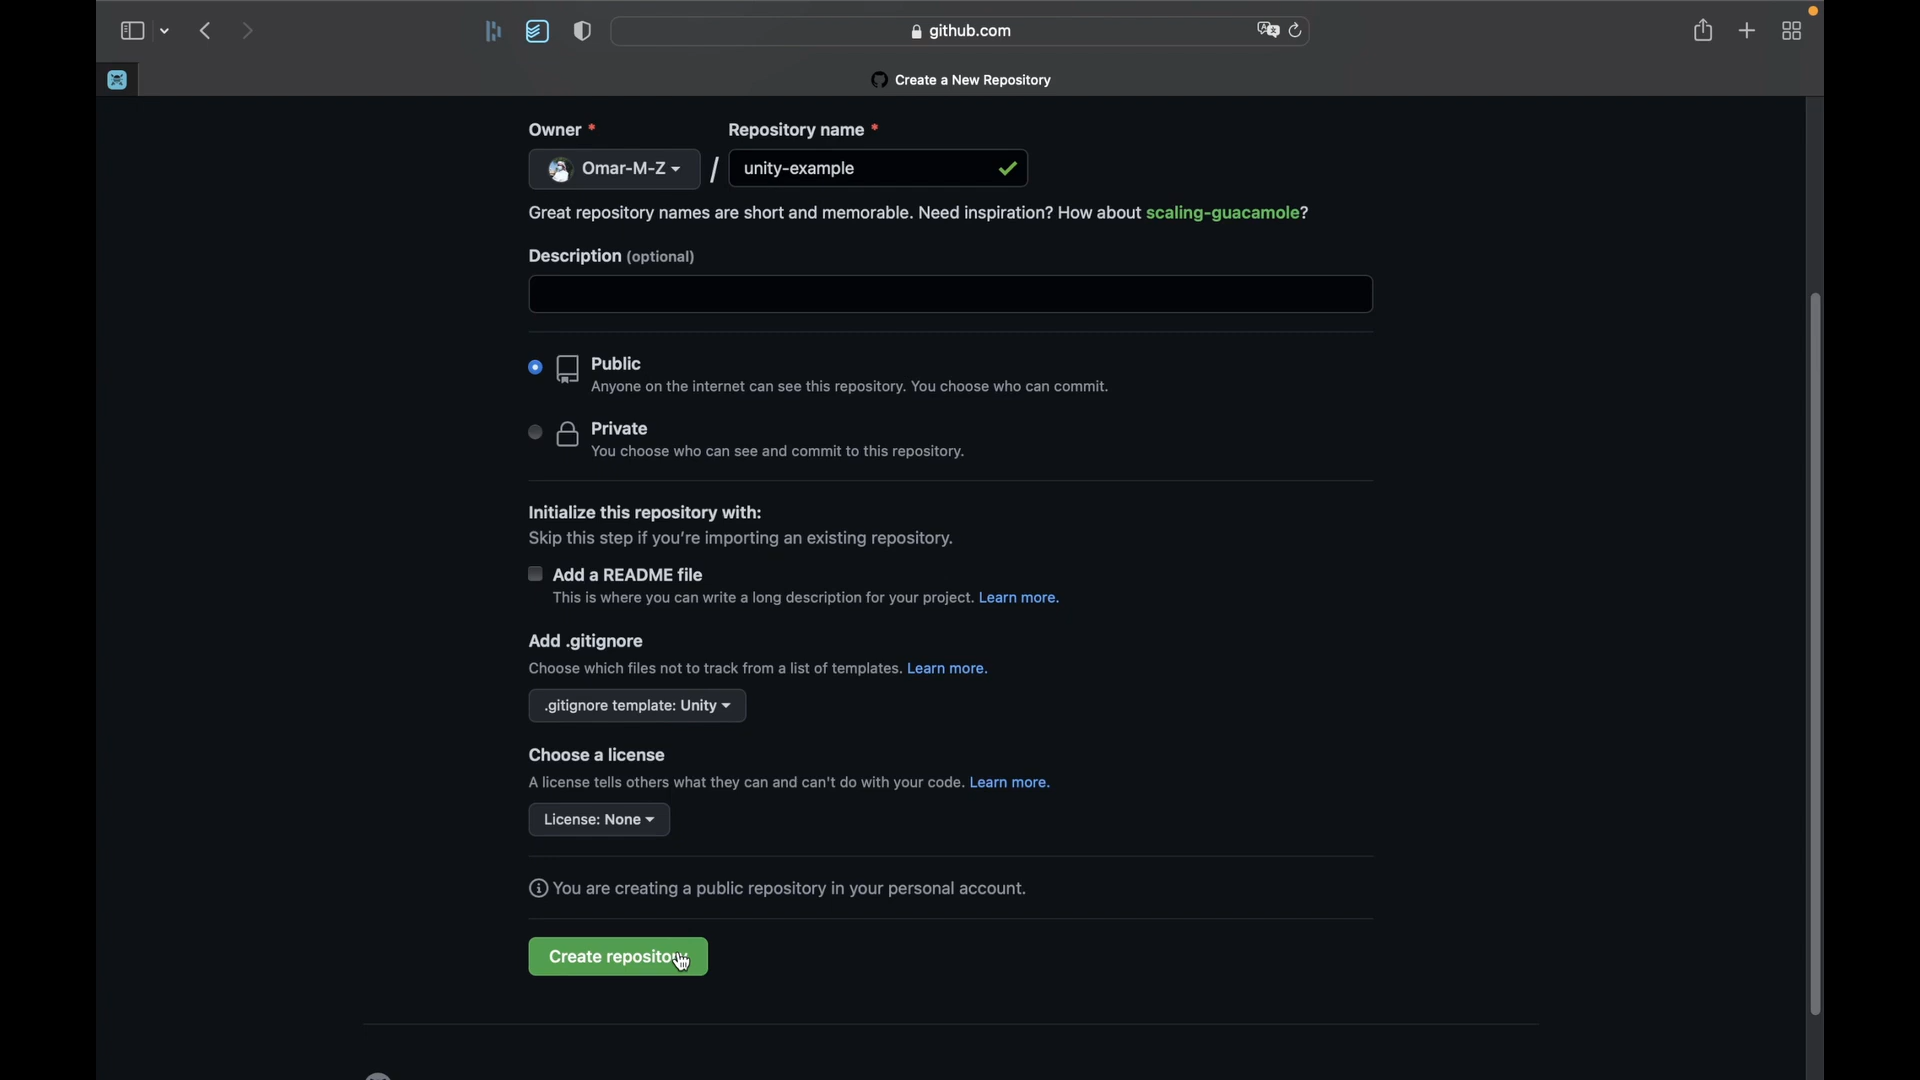 github.com
Create a New Repository
Owner *
Repository name *
Omar-M-Z
/
unity-example
Great repository names are short and memorable. Need inspiration? How about scaling-guacamole?
Description (optional)
Public
Anyone on the internet can see this repository. You choose who can commit.
Private
You choose who can see and commit to this repository.
Initialize this repository with:
Skip this step if you're importing an existing repository.
Add a README file
This is where you can write a long description for your project. Learn more.
Add .gitignore
Choose which files not to track from a list of templates. Learn more.
.gitignore template: Unity
Choose a license
A license tells others what they can and can't do with your code. Learn more.
License: None
You are creating a public repository in your personal account.
Create repository